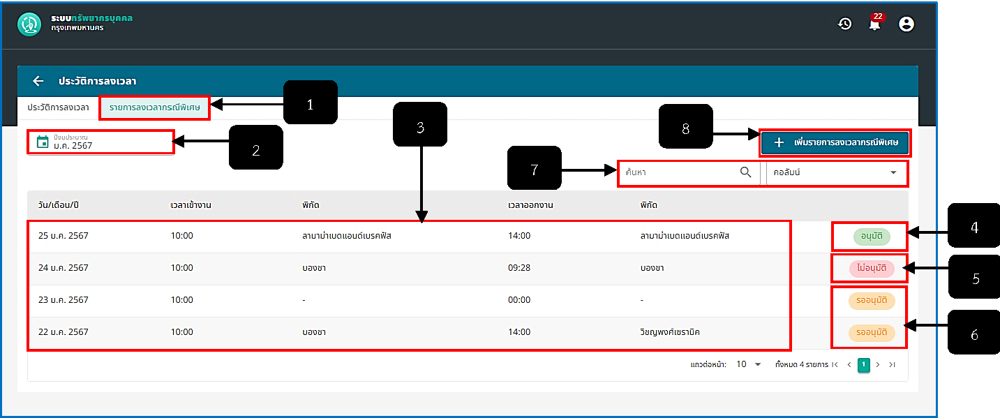 ระบบทรัพยากรบุคคล
กรุงเทพมหานคร
22
ประวัติการลงเวลา
ประวัติการลงเวลา รายการลงเวลากรณีพิเศษ
1
ปีงบประมาณ
ม.ค. 2567
2
3
8
เพิ่มรายการลงเวลากรณีพิเศษ
7
ค้นหา
คอลัมน์
วัน/เดือน/ปี เวลาเข้างาน พิกัด เวลาออกงาน พิกัด
25 ม.ค. 2567 10:00 ลามาม่าเบดแอนด์เบรคฟัส 14:00 ลามาม่าเบดแอนด์เบรคฟัส อนุมัติ
4
24 ม.ค. 2567 10:00 บองชา 09:28 บองชา ไม่อนุมัติ
5
23 ม.ค. 2567 10:00 - 00:00 - รออนุมัติ
22 ม.ค. 2567 10:00 บองชา 14:00 วิชญพงศ์เซรามิค รออนุมัติ
6
แถวต่อหน้า: 10 ทั้งหมด 4 รายการ 1